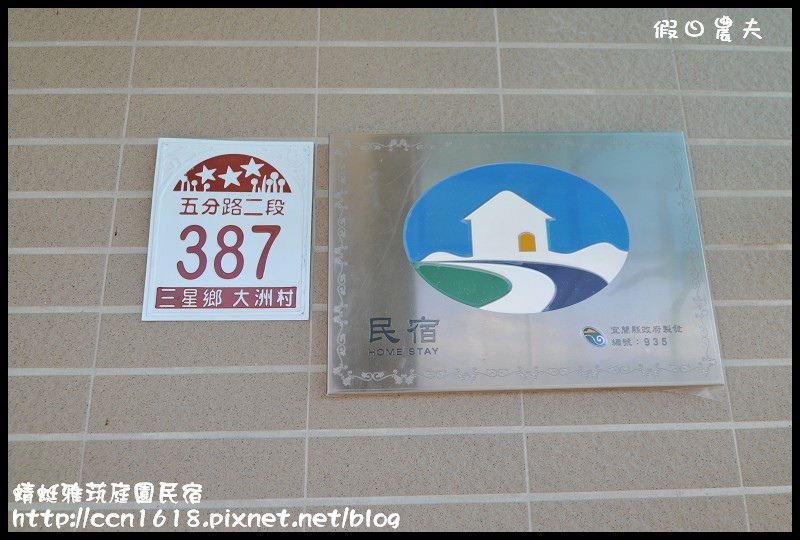 假日農夫
五分路二段
387
三星鄉 大洲村
民宿
HOME STAY
宜蘭縣政府製發
編號：935
蜻蜓雅筑庭園民宿
http://ccn1618.pixnet.net/blog